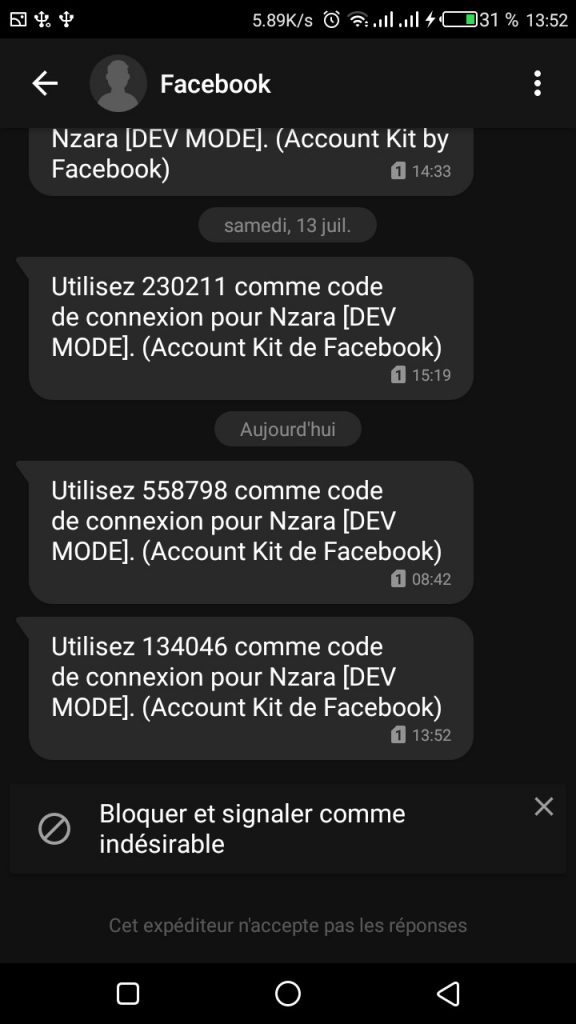 5.89K/s 31 % 13:52
Facebook
Nzara [DEV MODE]. (Account Kit by
Facebook)
1 14:33
samedi, 13 juil.
Utilisez 230211 comme code
de connexion pour Nzara [DEV
MODE]. (Account Kit de Facebook)
1 15:19
Aujourd'hui
Utilisez 558798 comme code
de connexion pour Nzara [DEV
MODE]. (Account Kit de Facebook)
1 08:42
Utilisez 134046 comme code
de connexion pour Nzara [DEV
MODE]. (Account Kit de Facebook)
1 13:52
Bloquer et signaler comme
indésirable
Cet expéditeur n'accepte pas les réponses